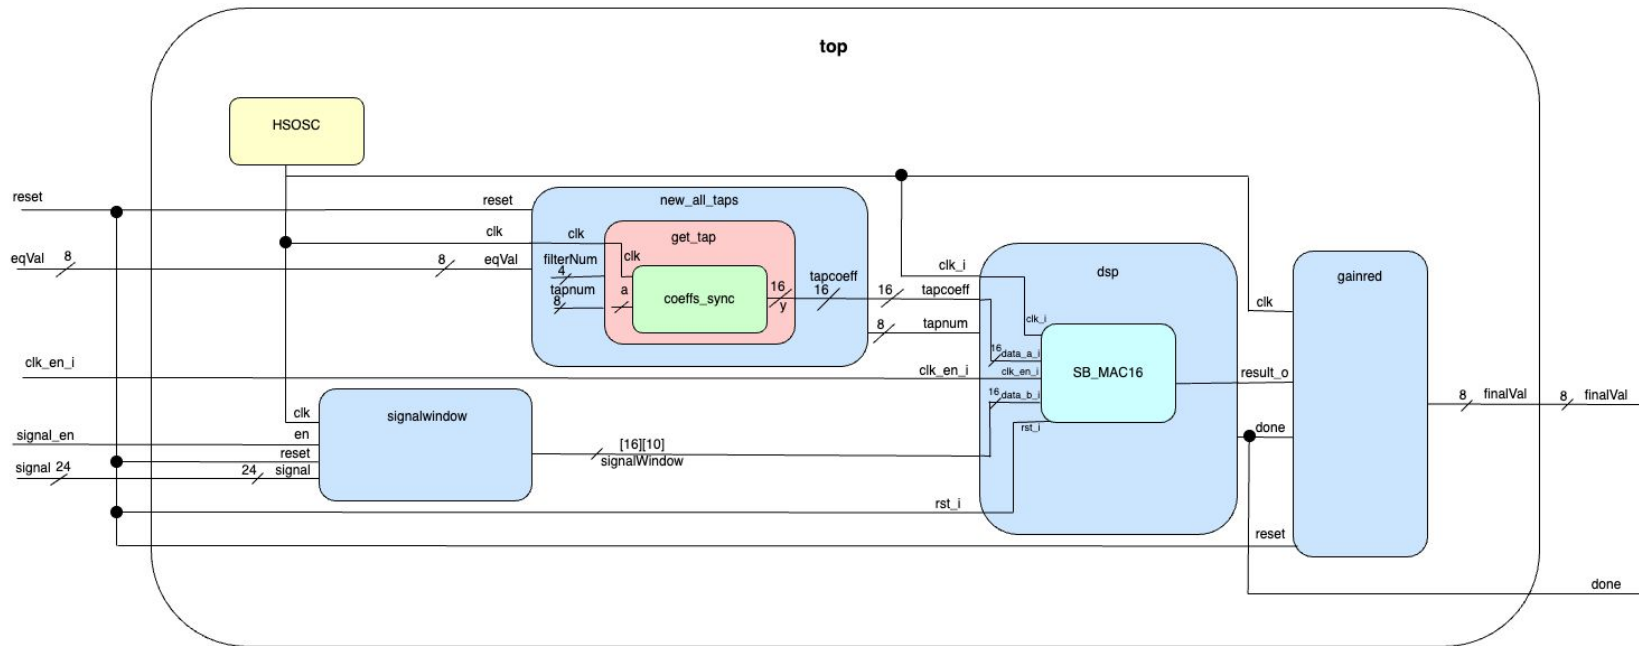 top
HSOSC
reset
reset
new_all_taps
clk
clk
get_tap
eqVal
8
8
eqVal
filterNum
4
clk
tapnum
8
a
coeffs_sync
16
y
tapcoeff
16
16
tapcoeff
8
tapnum
clk_i
dsp
clk_i
16
data_a_i
clk_en_i
clk_en_i
clk_en_i
SB_MAC16
16
data_b_i
rst_i
result_o
gainred
clk
done
reset
8
finalVal
8
finalVal
clk
signalwindow
signal_en
en
reset
signal 24
24
signal
[16][10]
signalWindow
rst_i
done